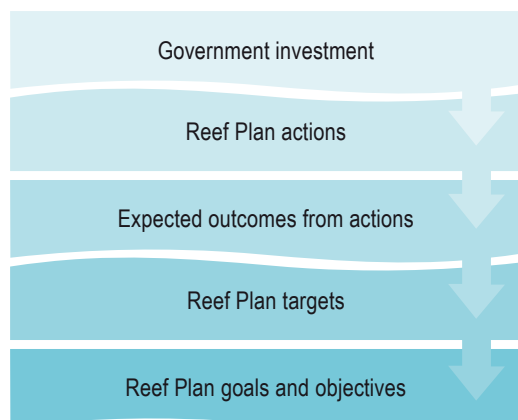 Government investment
Reef Plan actions
Expected outcomes from actions
Reef Plan targets
Reef Plan goals and objectives